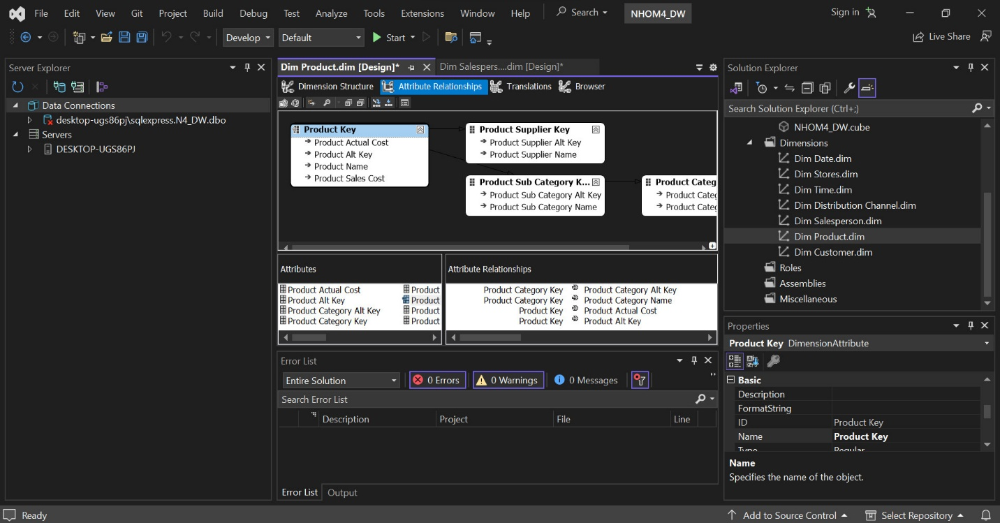 File Edit View Git Project Build Debug Test Analyze Tools Extensions Window Help Search NHOM4_DW Sign in
Develop Default Start Live Share
Server Explorer
Data Connections
desktop-ugs86pj\sqlexpress.N4_DW.dbo
Servers
DESKTOP-UGS86PJ
Dim Product.dim [Design]* Dim Salespers....dim [Design]*
Dimension Structure Attribute Relationships Translations Browser
Product Key
Product Actual Cost
Product Alt Key
Product Name
Product Sales Cost
Product Supplier Key
Product Supplier Alt Key
Product Supplier Name
Product Sub Category K...
Product Sub Category Alt Key
Product Sub Category Name
Product Categ
Product Categ
Product Categ
Attributes
Product Actual Cost Product
Product Alt Key Product
Product Category Alt Key Product
Product Category Key Product
Attribute Relationships
Product Category Key Product Category Alt Key
Product Category Key Product Category Name
Product Key Product Actual Cost
Product Key Product Alt Key
Error List
Entire Solution 0 Errors 0 Warnings 0 Messages
Search Error List
Description Project File Line
Error List Output
Solution Explorer
Search Solution Explorer (Ctrl+;)
NHOM4_DW.cube
Dimensions
Dim Date.dim
Dim Stores.dim
Dim Time.dim
Dim Distribution Channel.dim
Dim Salesperson.dim
Dim Product.dim
Dim Customer.dim
Roles
Assemblies
Miscellaneous
Properties
Product Key DimensionAttribute
Basic
Description
FormatString
ID Product Key
Name Product Key
Type Regular
Name
Specifies the name of the object.
Ready Add to Source Control Select Repository